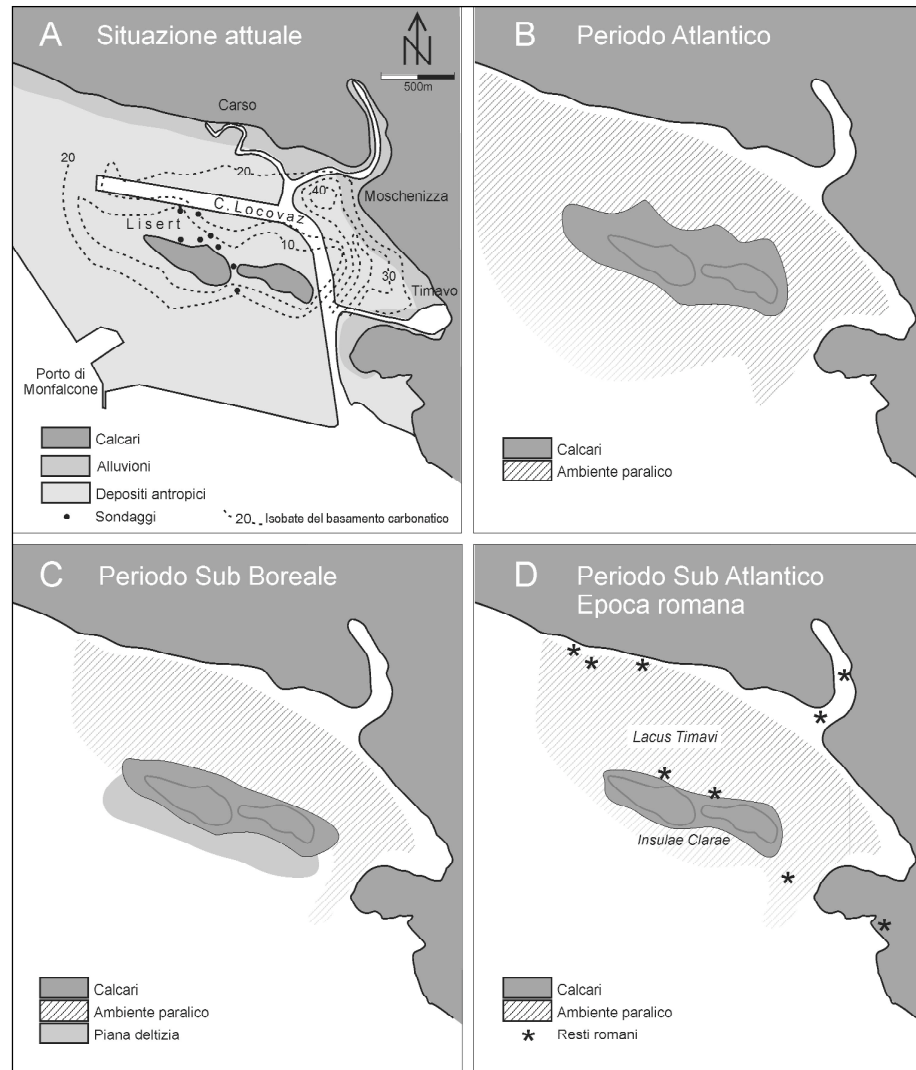 A Situazione attuale
N
500m
Carso
20
20
40
Moschenizza
C. Locovaz
Lisert
10
30
Timavo
Porto di
Monfalcone
Calcari
Alluvioni
Depositi antropici
Sondaggi
20 Isobate del basamento carbonatico
B Periodo Atlantico
Calcari
Ambiente paralico
C Periodo Sub Boreale
Calcari
Ambiente paralico
Piana deltizia
D Periodo Sub Atlantico
Epoca romana
Lacus Timavi
Insulae Clarae
Calcari
Ambiente paralico
* Resti romani